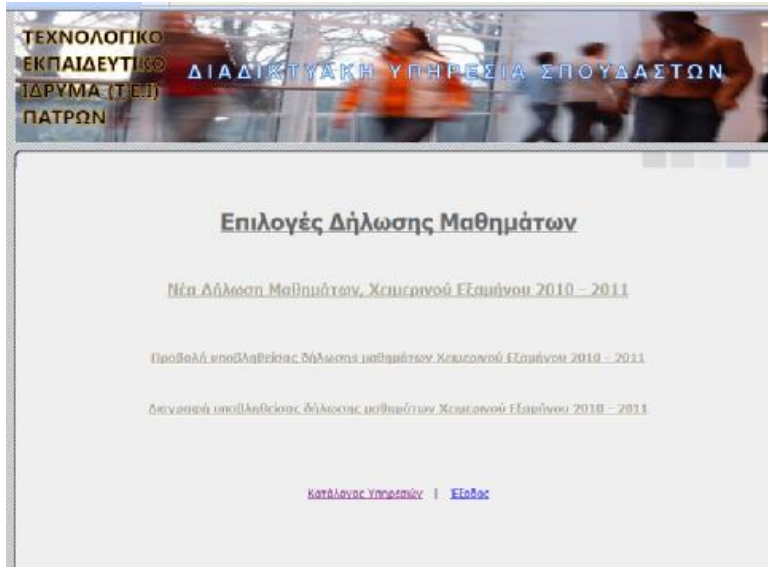 ΤΕΧΝΟΛΟΓΙΚΟ
ΕΚΠΑΙΔΕΥΤΙΚΟ
ΙΔΡΥΜΑ (Τ.Ε.Ι)
ΠΑΤΡΩΝ
ΔΙΑΔΙΚΤΥΑΚΗ ΥΠΗΡΕΣΙΑ ΣΠΟΥΔΑΣΤΩΝ
Επιλογές Δήλωσης Μαθημάτων
Νέα Δήλωση Μαθημάτων, Χειμερινού Εξαμήνου 2010 - 2011
Προβολή υποβληθείσας δήλωσης μαθημάτων Χειμερινού Εξαμήνου 2010 - 2011
Διαγραφή υποβληθείσας δήλωσης μαθημάτων Χειμερινού Εξαμήνου 2010 - 2011
Κατάλογος Υπηρεσιών | Έξοδος